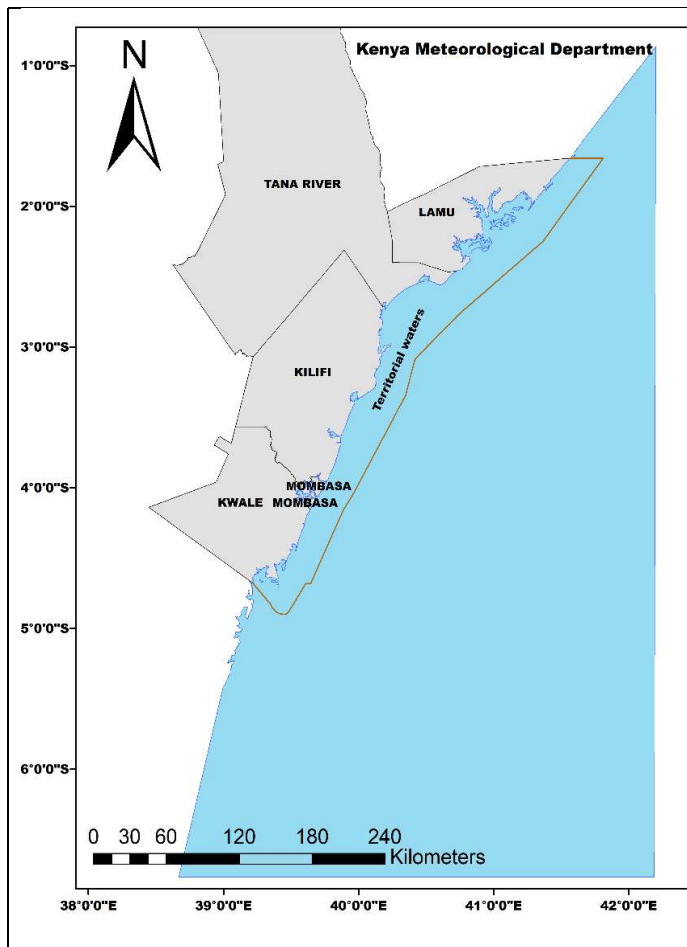 Kenya Meteorological Department
N
1°0'0"S
2°0'0"S
3°0'0"S
4°0'0"S
5°0'0"S
6°0'0"S
TANA RIVER
LAMU
Territorial waters
KILIFI
MOMBASA
KWALE MOMBASA
0 30 60 120 180 240
Kilometers
38°0'0"E 39°0'0"E 40°0'0"E 41°0'0"E 42°0'0"E